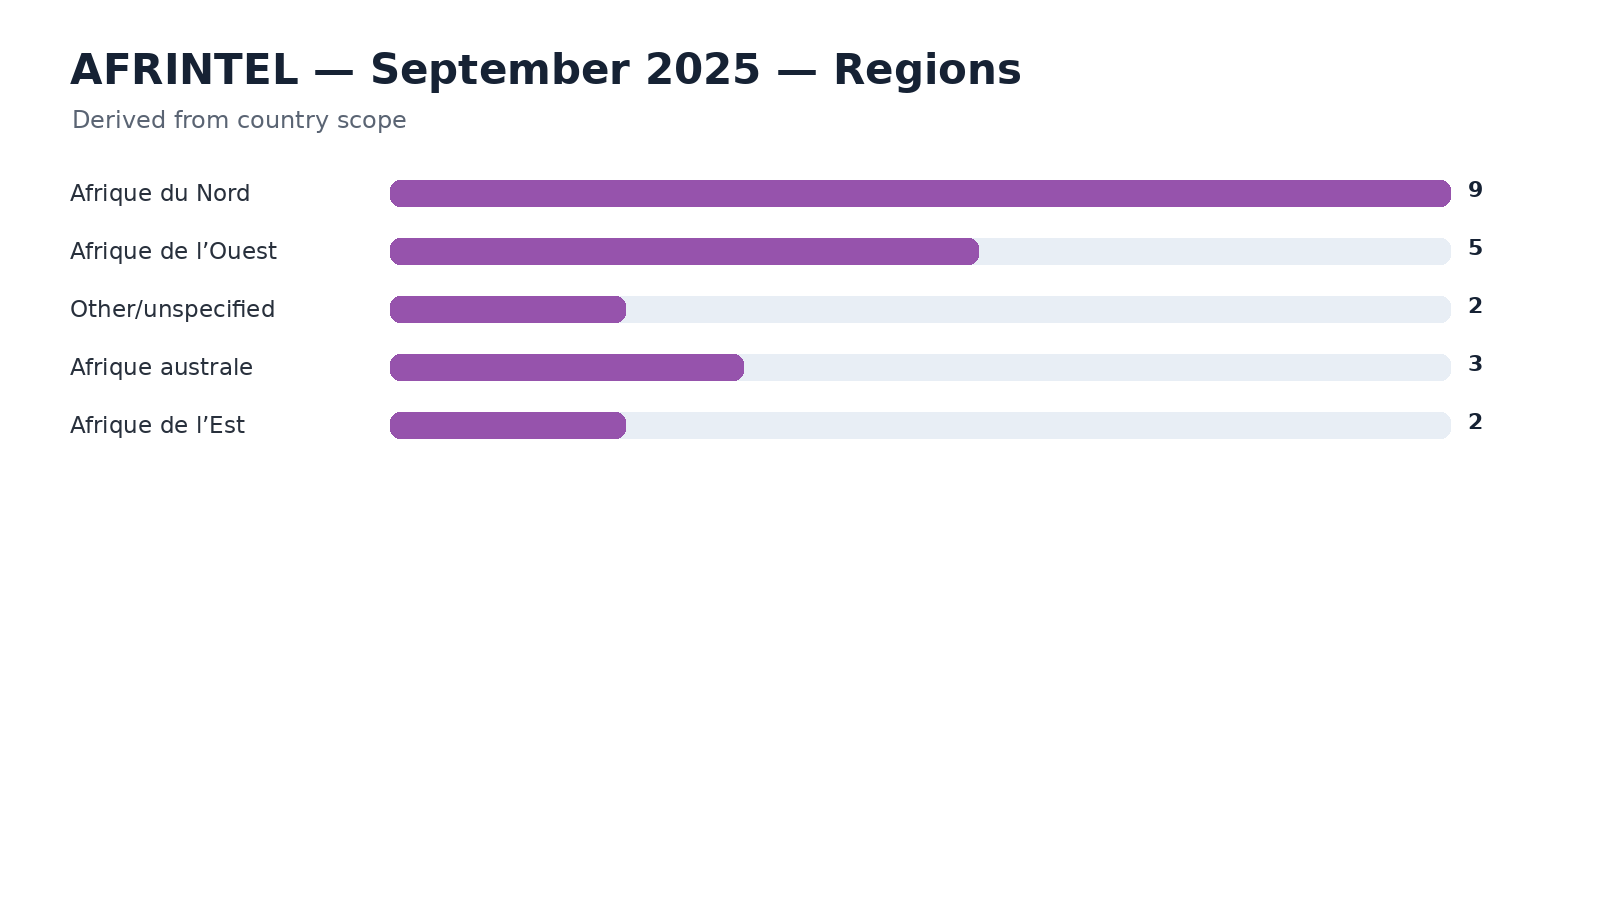 AFRINTEL — September 2025 — Regions
Derived from country scope
Afrique du Nord 9
Afrique de l’Ouest 5
Other/unspecified 2
Afrique australe 3
Afrique de l’Est 2